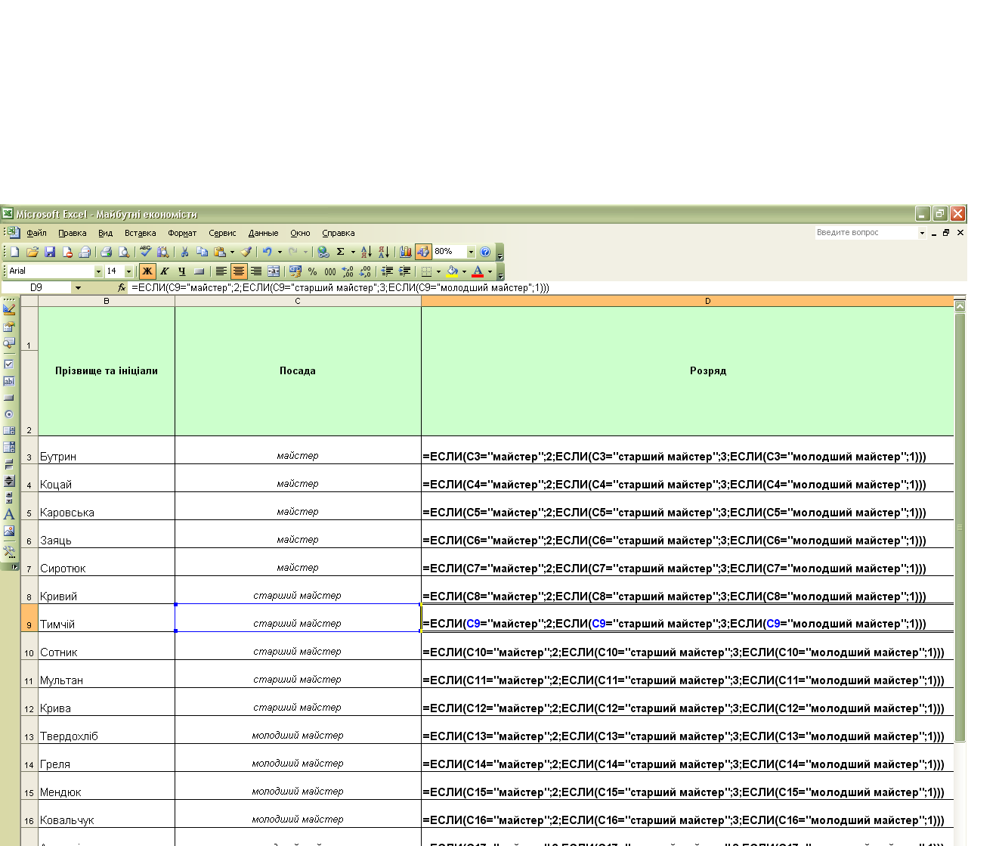 Microsoft Excel - Майбутні економісти
Файл Правка Вид Вставка Формат Сервис Данные Окно Справка Введите вопрос
80%
Arial 14 Ж К Ч
D9 fx =ЕСЛИ(C9="майстер";2;ЕСЛИ(C9="старший майстер";3;ЕСЛИ(C9="молодший майстер";1)))
B C D
1
Прізвище та ініціали Посада Розряд
2
3 Бутрин майстер =ЕСЛИ(C3="майстер";2;ЕСЛИ(C3="старший майстер";3;ЕСЛИ(C3="молодший майстер";1)))
4 Коцай майстер =ЕСЛИ(C4="майстер";2;ЕСЛИ(C4="старший майстер";3;ЕСЛИ(C4="молодший майстер";1)))
5 Каровська майстер =ЕСЛИ(C5="майстер";2;ЕСЛИ(C5="старший майстер";3;ЕСЛИ(C5="молодший майстер";1)))
6 Заяць майстер =ЕСЛИ(C6="майстер";2;ЕСЛИ(C6="старший майстер";3;ЕСЛИ(C6="молодший майстер";1)))
7 Сиротюк майстер =ЕСЛИ(C7="майстер";2;ЕСЛИ(C7="старший майстер";3;ЕСЛИ(C7="молодший майстер";1)))
8 Кривий старший майстер =ЕСЛИ(C8="майстер";2;ЕСЛИ(C8="старший майстер";3;ЕСЛИ(C8="молодший майстер";1)))
9 Тимчій старший майстер =ЕСЛИ(C9="майстер";2;ЕСЛИ(C9="старший майстер";3;ЕСЛИ(C9="молодший майстер";1)))
10 Сотник старший майстер =ЕСЛИ(C10="майстер";2;ЕСЛИ(C10="старший майстер";3;ЕСЛИ(C10="молодший майстер";1)))
11 Мультан старший майстер =ЕСЛИ(C11="майстер";2;ЕСЛИ(C11="старший майстер";3;ЕСЛИ(C11="молодший майстер";1)))
12 Крива старший майстер =ЕСЛИ(C12="майстер";2;ЕСЛИ(C12="старший майстер";3;ЕСЛИ(C12="молодший майстер";1)))
13 Твердохліб молодший майстер =ЕСЛИ(C13="майстер";2;ЕСЛИ(C13="старший майстер";3;ЕСЛИ(C13="молодший майстер";1)))
14 Греля молодший майстер =ЕСЛИ(C14="майстер";2;ЕСЛИ(C14="старший майстер";3;ЕСЛИ(C14="молодший майстер";1)))
15 Мендюк молодший майстер =ЕСЛИ(C15="майстер";2;ЕСЛИ(C15="старший майстер";3;ЕСЛИ(C15="молодший майстер";1)))
16 Ковальчук молодший майстер =ЕСЛИ(C16="майстер";2;ЕСЛИ(C16="старший майстер";3;ЕСЛИ(C16="молодший майстер";1)))